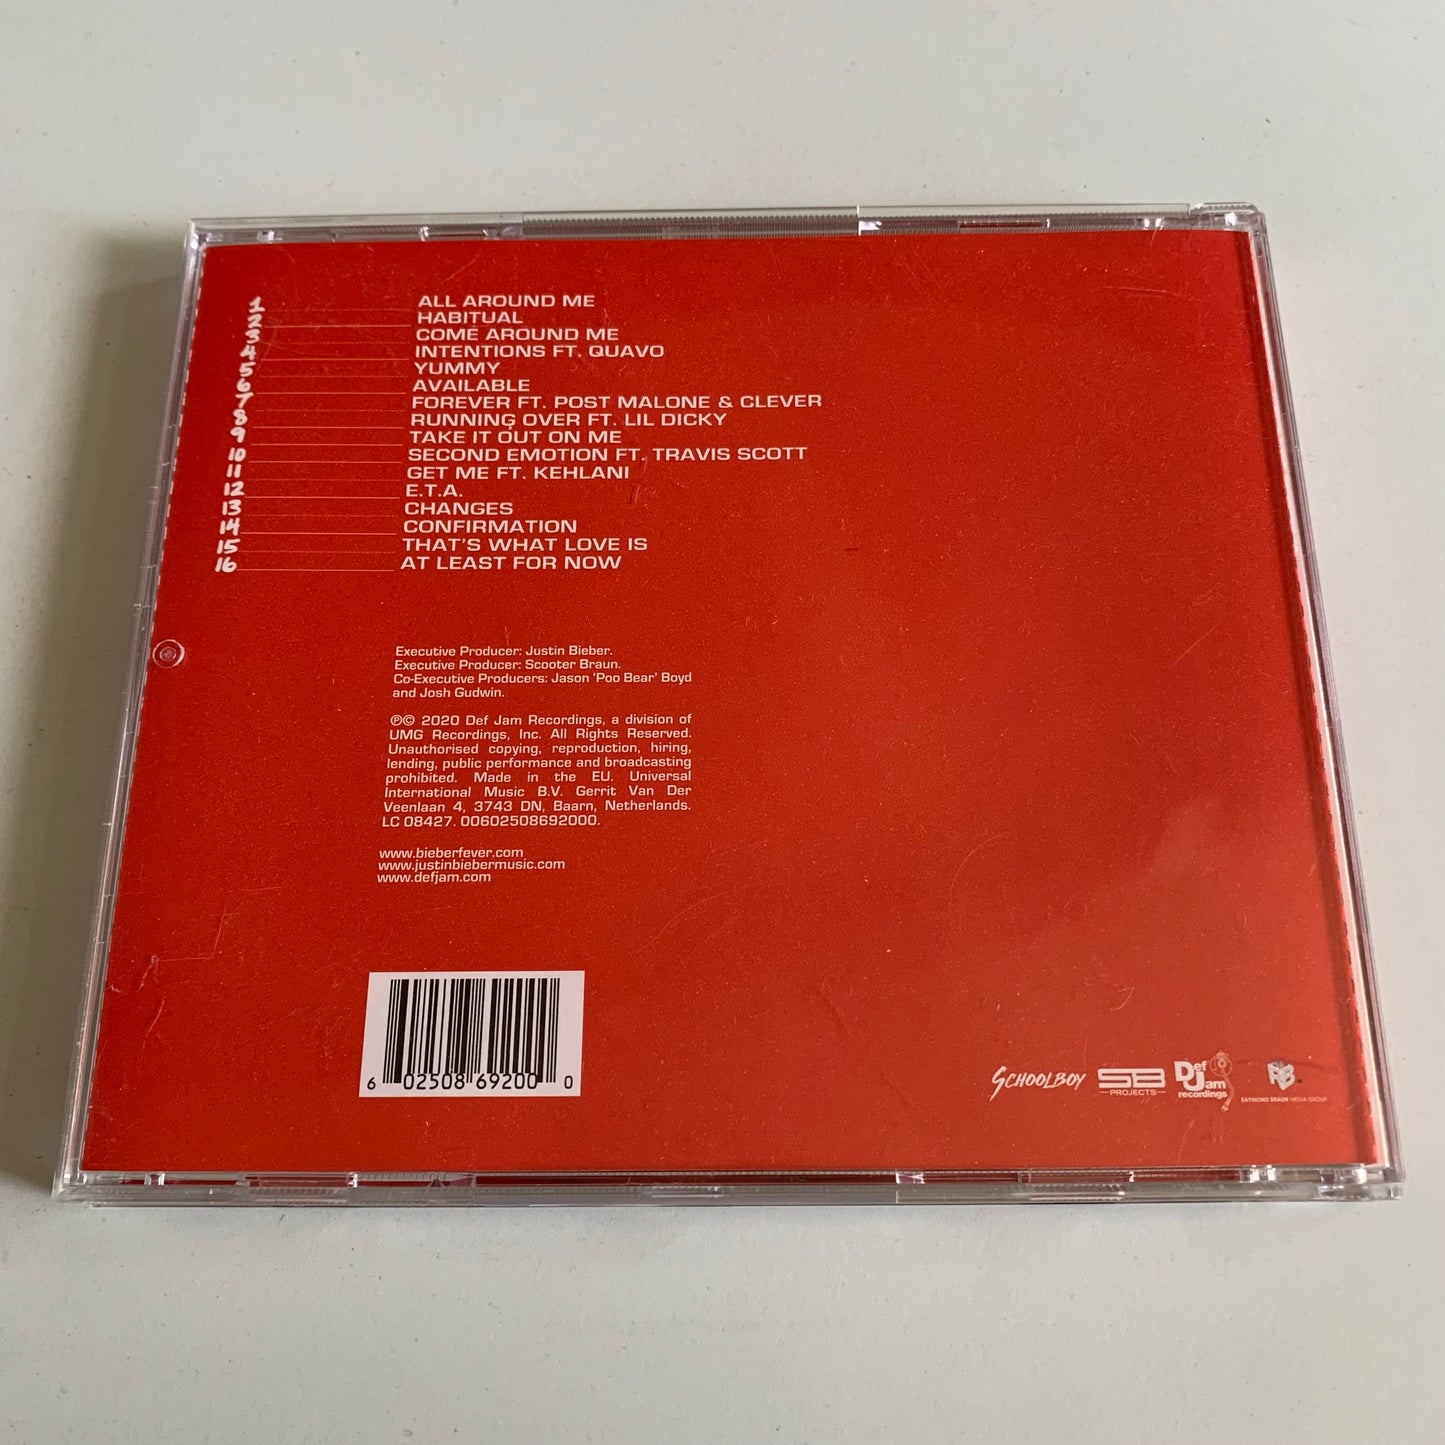 1 ALL AROUND ME
2 HABITUAL
3 COME AROUND ME
4 INTENTIONS FT. QUAVO
5 YUMMY
6 AVAILABLE
7 FOREVER FT. POST MALONE & CLEVER
8 RUNNING OVER FT. LIL DICKY
9 TAKE IT OUT ON ME
10 SECOND EMOTION FT. TRAVIS SCOTT
11 GET ME FT. KEHLANI
12 E.T.A.
13 CHANGES
14 CONFIRMATION
15 THAT'S WHAT LOVE IS
16 AT LEAST FOR NOW
Executive Producer: Justin Bieber.
Executive Producer: Scooter Braun.
Co-Executive Producers: Jason 'Poo Bear' Boyd
and Josh Gudwin.
℗© 2020 Def Jam Recordings, a division of
UMG Recordings, Inc. All Rights Reserved.
Unauthorised copying, reproduction, hiring,
lending, public performance and broadcasting
prohibited. Made in the EU. Universal
International Music B.V. Gerrit Van Der
Veenlaan 4, 3743 DN, Baarn, Netherlands.
LC 08427. 00602508692000.
www.bieberfever.com
www.justinbiebermusic.com
www.defjam.com
6 02508 69200 0
SCHOOLBOY
SB
PROJECTS
Def
Jam
recordings
RB
RAYMOND BRAUN MEDIA GROUP